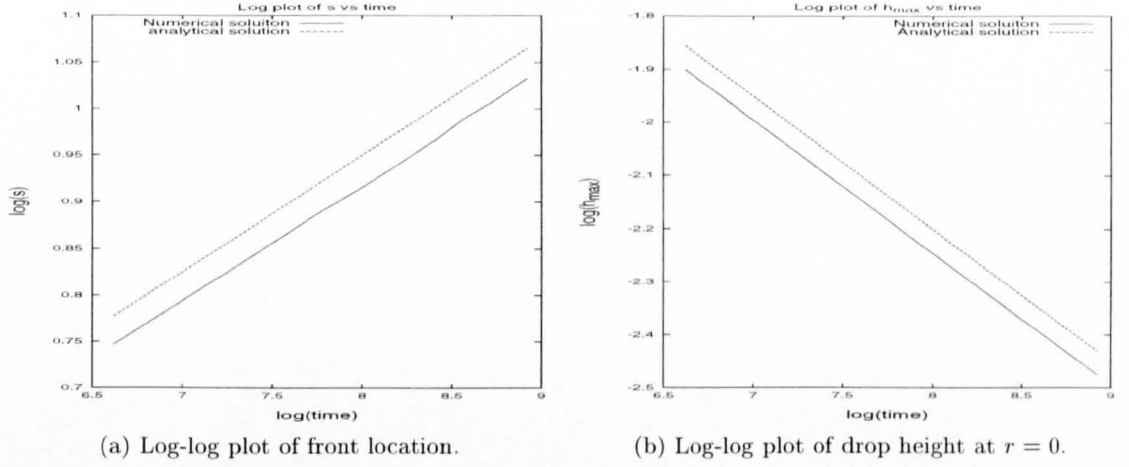 Log plot of s vs time
Numerical soluiton
analytical solution
1.1
1.05
1
0.95
0.9
0.85
0.8
0.75
0.7
6.5
7
7.5
8
8.5
9
log(s)
log(time)
(a) Log-log plot of front location.
Log plot of hmax vs time
Numerical soluiton
Analytical solution
-1.8
-1.9
-2
-2.1
-2.2
-2.3
-2.4
-2.5
6.5
7
7.5
8
8.5
9
log(hmax)
log(time)
(b) Log-log plot of drop height at r = 0.